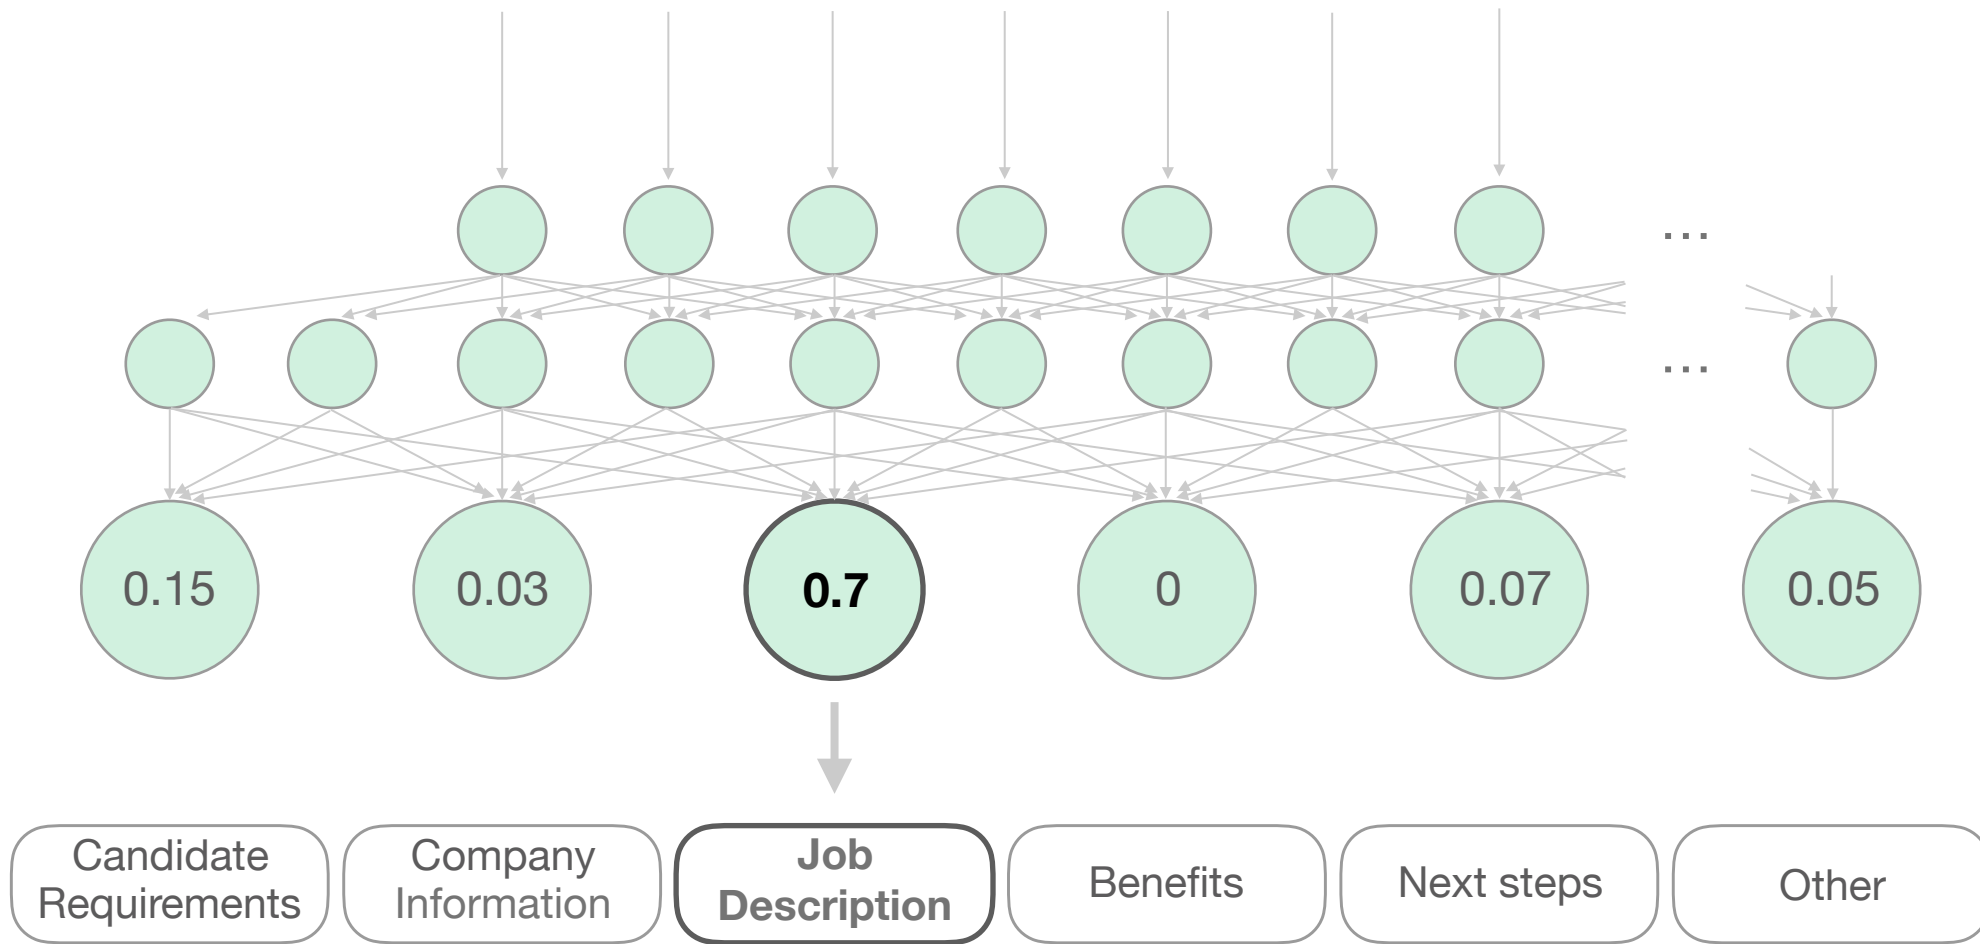 ...
...
0.15 0.03 0.7 0 0.07 0.05
Candidate
Requirements
Company
Information
Job
Description
Benefits
Next steps
Other